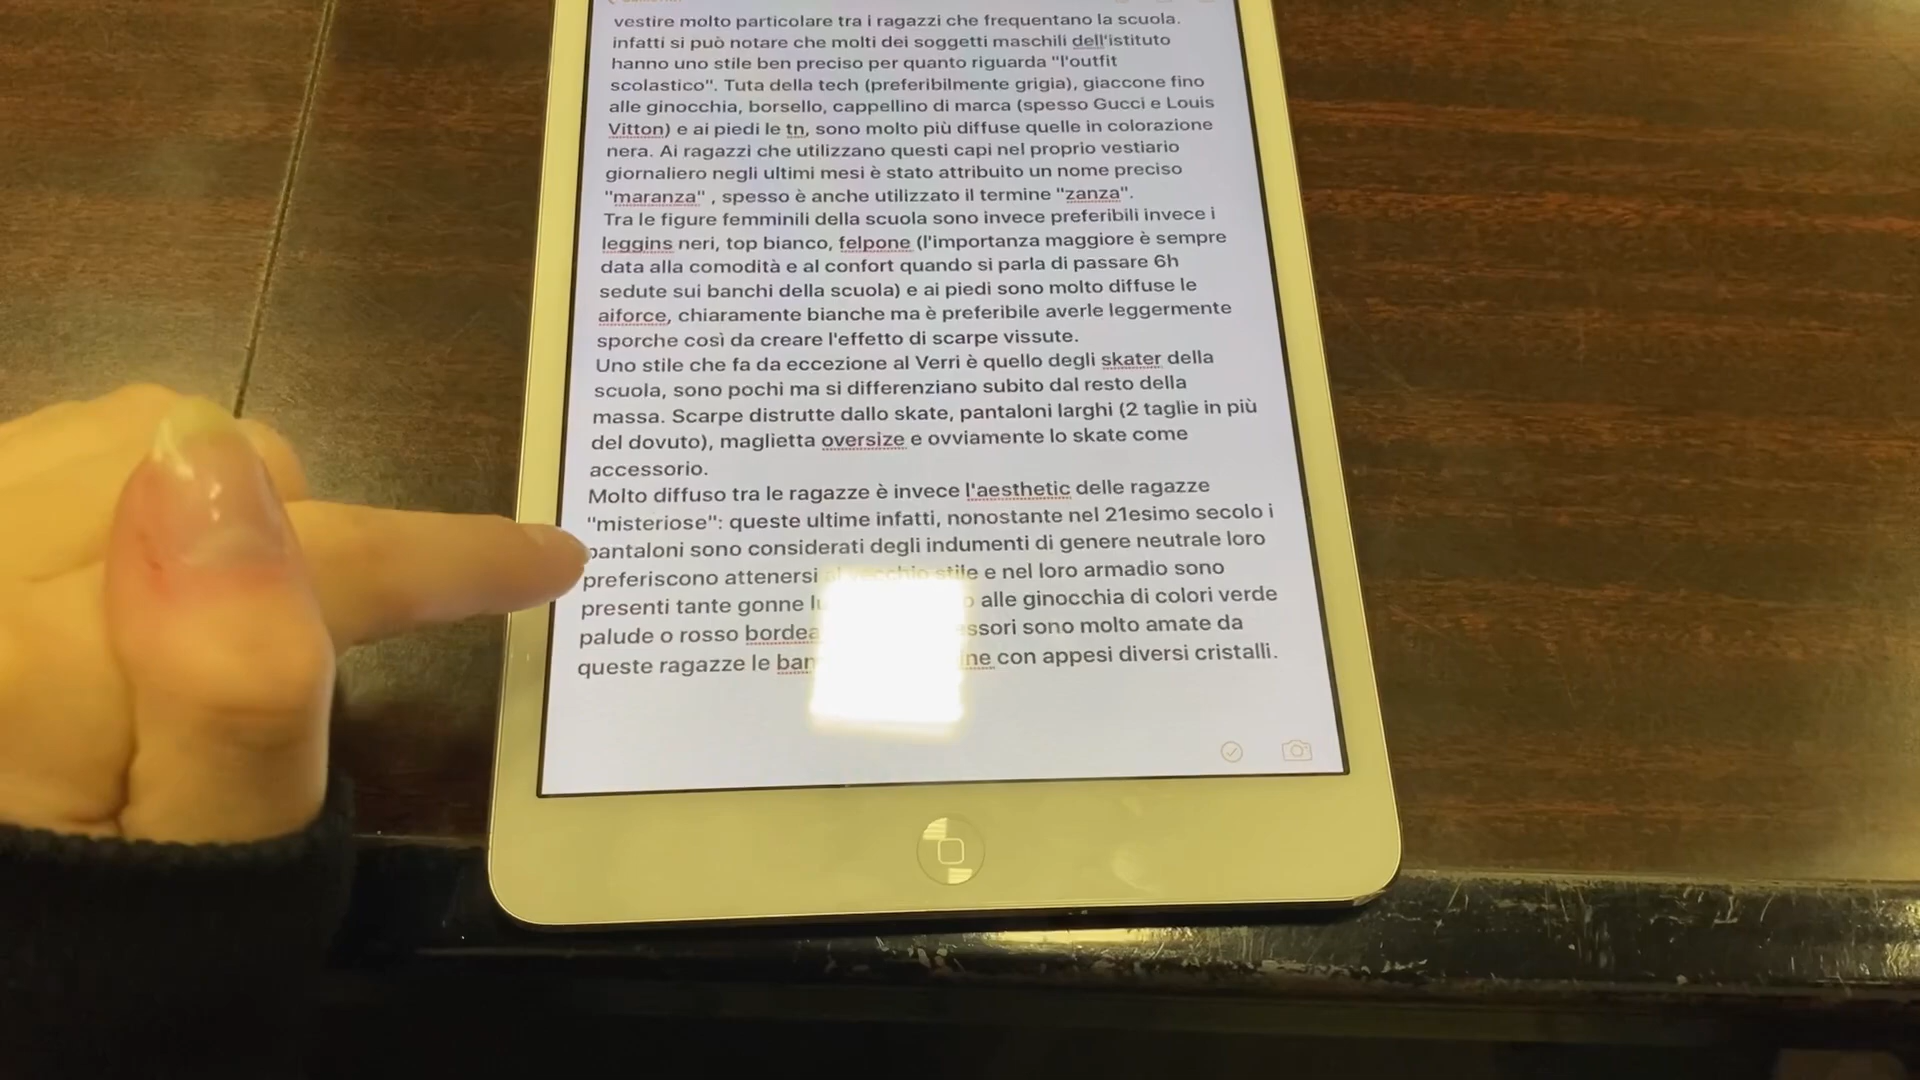 vestire molto particolare tra i ragazzi che frequentano la scuola.
infatti si può notare che molti dei soggetti maschili dell'istituto
hanno uno stile ben preciso per quanto riguarda "l'outfit
scolastico". Tuta della tech (preferibilmente grigia), giaccone fino
alle ginocchia, borsello, cappellino di marca (spesso Gucci e Louis
Vitton) e ai piedi le tn, sono molto più diffuse quelle in colorazione
nera. Ai ragazzi che utilizzano questi capi nel proprio vestiario
giornaliero negli ultimi mesi è stato attribuito un nome preciso
"maranza" , spesso è anche utilizzato il termine "zanza".
Tra le figure femminili della scuola sono invece preferibili invece i
leggins neri, top bianco, felpone (l'importanza maggiore è sempre
data alla comodità e al confort quando si parla di passare 6h
sedute sui banchi della scuola) e ai piedi sono molto diffuse le
aiforce, chiaramente bianche ma è preferibile averle leggermente
sporche così da creare l'effetto di scarpe vissute.
Uno stile che fa da eccezione al Verri è quello degli skater della
scuola, sono pochi ma si differenziano subito dal resto della
massa. Scarpe distrutte dallo skate, pantaloni larghi (2 taglie in più
del dovuto), maglietta oversize e ovviamente lo skate come
accessorio.
Molto diffuso tra le ragazze è invece l'aesthetic delle ragazze
"misteriose": queste ultime infatti, nonostante nel 21esimo secolo i
pantaloni sono considerati degli indumenti di genere neutrale loro
preferiscono attenersi al vecchio stile e nel loro armadio sono
presenti tante gonne alle ginocchia di colori verde
palude o rosso sono molto amate da
queste ragazze le con appesi diversi cristalli.